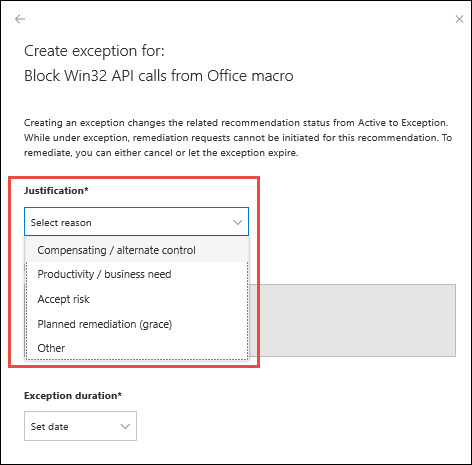 Create exception for:
Block Win32 API calls from Office macro
Creating an exception changes the related recommendation status from Active to Exception.
While under exception, remediation requests cannot be initiated for this recommendation. To
remediate, you can either cancel or let the exception expire.
Justification*
Select reason
Compensating / alternate control
Productivity / business need
Accept risk
Planned remediation (grace)
Other
Exception duration*
Set date